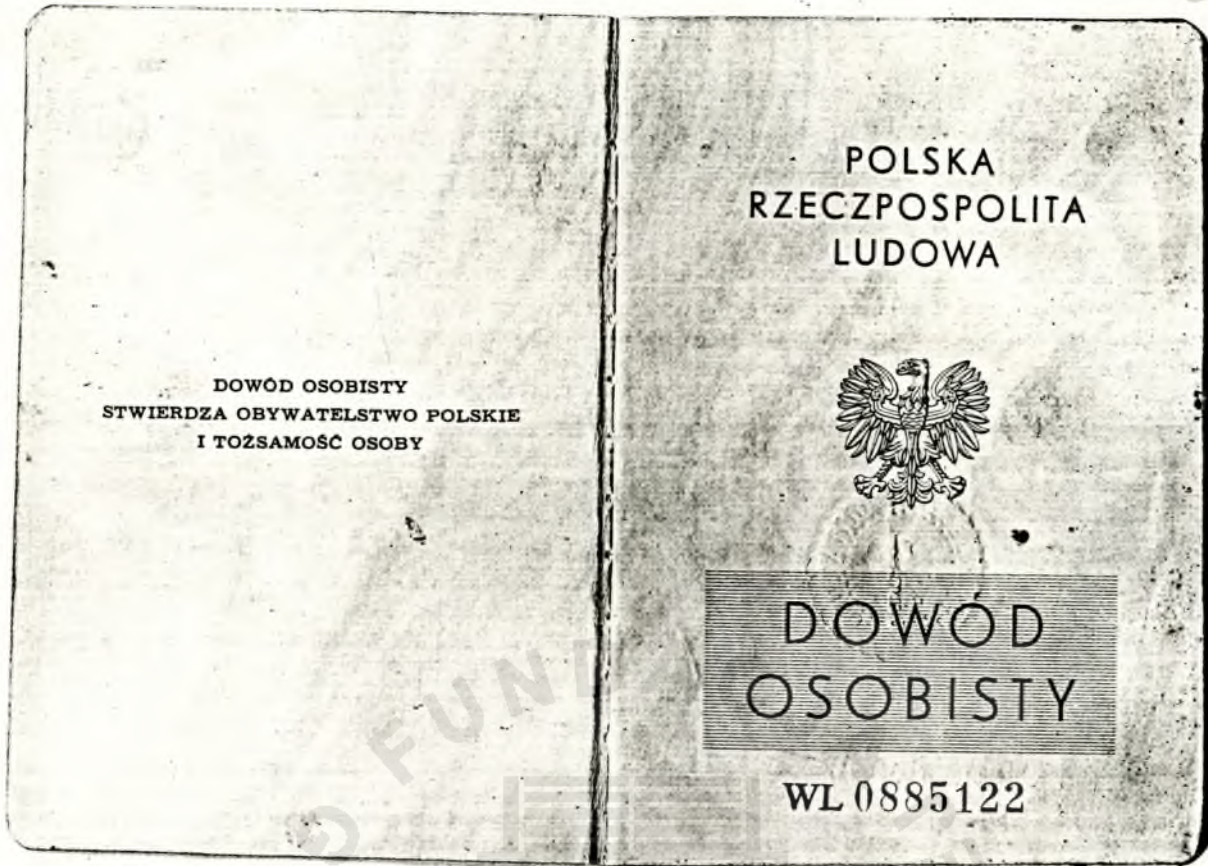 DOWÓD OSOBISTY
STWIERDZA OBYWATELSTWO POLSKIE
I TOŻSAMOŚĆ OSOBY
POLSKA
RZECZPOSPOLITA
LUDOWA
DOWÓD
OSOBISTY
WL 0885122